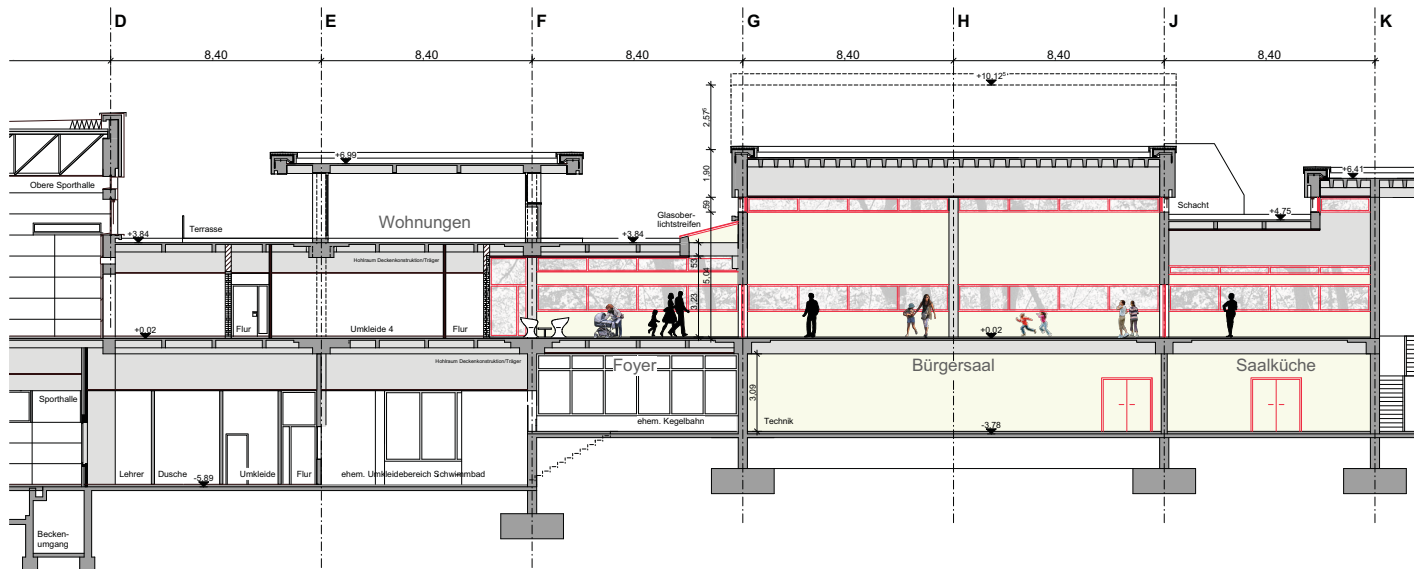 D E F G H J K
8,40 8,40 8,40 8,40 8,40 8,40
+10,12⁵
2,57⁵
+6,99
1,90
+6,41
Obere Sporthalle
59
Schacht
Wohnungen
Glasober-
lichtstreifen
+4,75
Terrasse
+3,84 +3,84
Hohlraum Deckenkonstruktion/Träger
53
5,04
3,23
Flur Umkleide 4 Flur
+0,02 +0,02
Hohlraum Deckenkonstruktion/Träger
Foyer Bürgersaal Saalküche
3,09
Sporthalle
ehem. Kegelbahn Technik
-3,78
Lehrer Dusche Umkleide Flur ehem. Umkleidebereich Schwimmbad
-5,89
Becken-
umgang